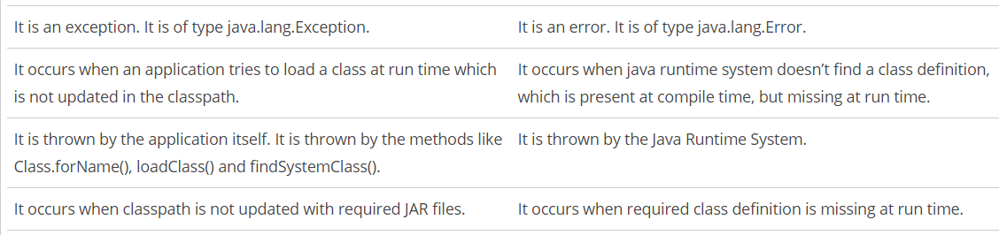 It is an exception. It is of type java.lang.Exception.
It is an error. It is of type java.lang.Error.
It occurs when an application tries to load a class at run time which
is not updated in the classpath.
It occurs when java runtime system doesn’t find a class definition,
which is present at compile time, but missing at run time.
It is thrown by the application itself. It is thrown by the methods like
Class.forName(), loadClass() and findSystemClass().
It is thrown by the Java Runtime System.
It occurs when classpath is not updated with required JAR files.
It occurs when required class definition is missing at run time.